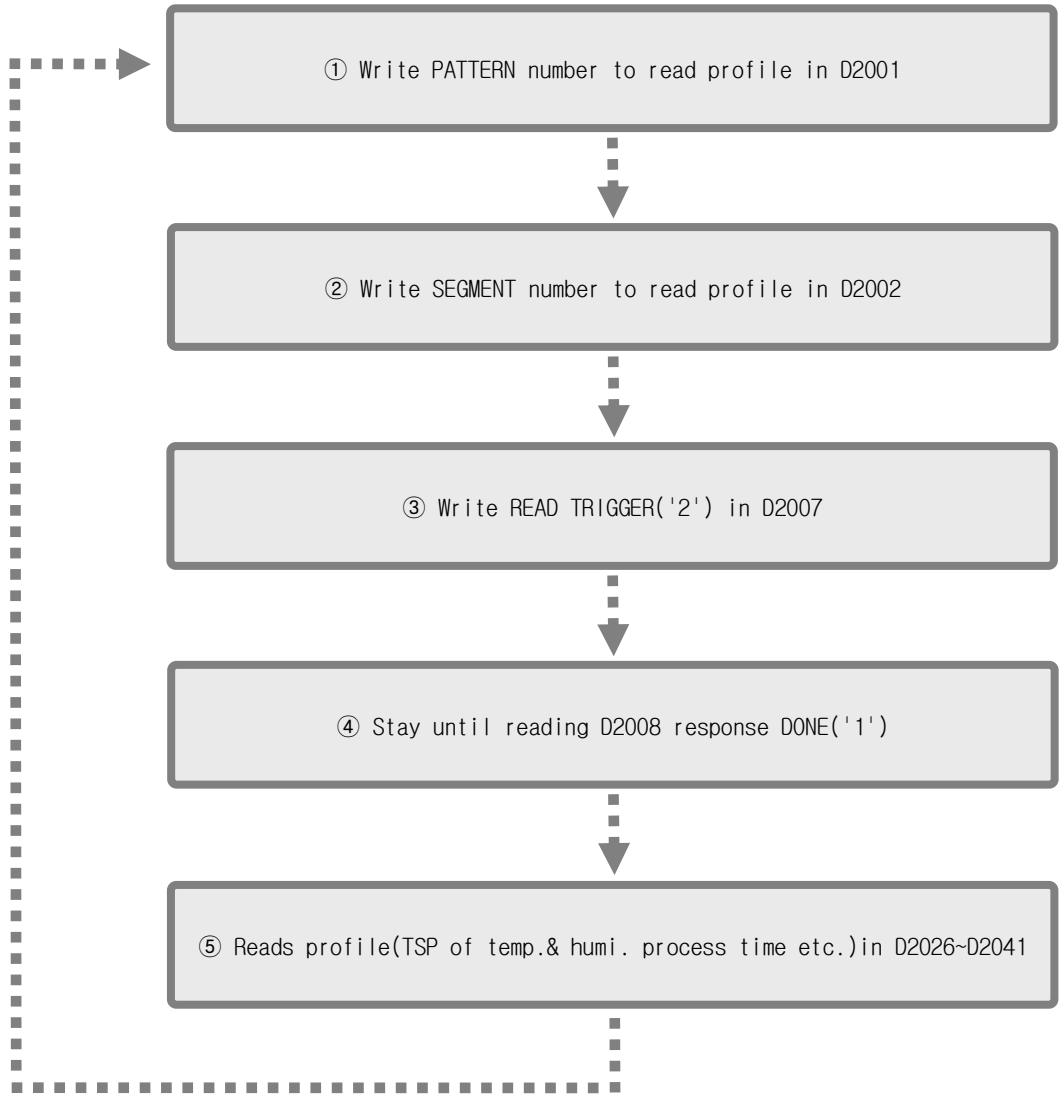 ① Write PATTERN number to read profile in D2001
② Write SEGMENT number to read profile in D2002
③ Write READ TRIGGER('2') in D2007
④ Stay until reading D2008 response DONE('1')
⑤ Reads profile(TSP of temp.& humi. process time etc.)in D2026~D2041